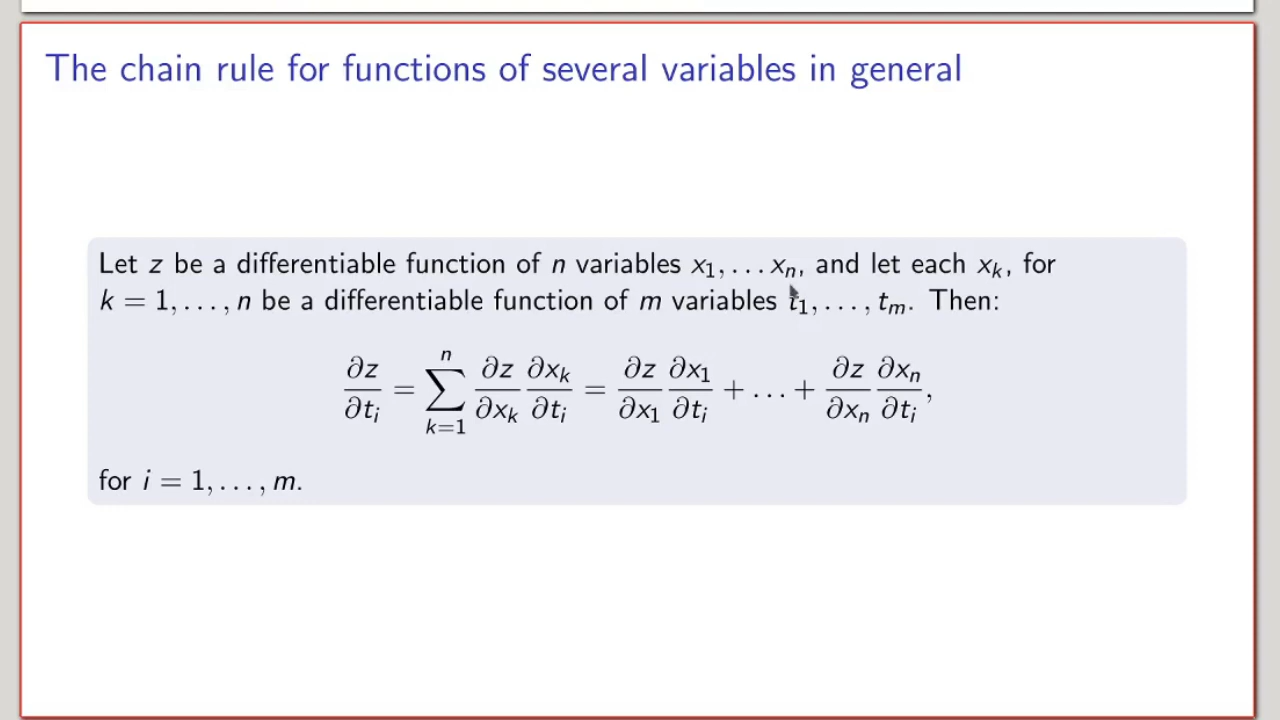 The chain rule for functions of several variables in general
Let z be a differentiable function of n variables x₁, . . . xₙ, and let each xₖ, for
k = 1, . . . , n be a differentiable function of m variables t₁, . . . , tₘ. Then:
∂z/∂tᵢ = ∑ₖ₌₁ⁿ ∂z/∂xₖ ∂xₖ/∂tᵢ = ∂z/∂x₁ ∂x₁/∂tᵢ + . . . + ∂z/∂xₙ ∂xₙ/∂tᵢ,
for i = 1, . . . , m.